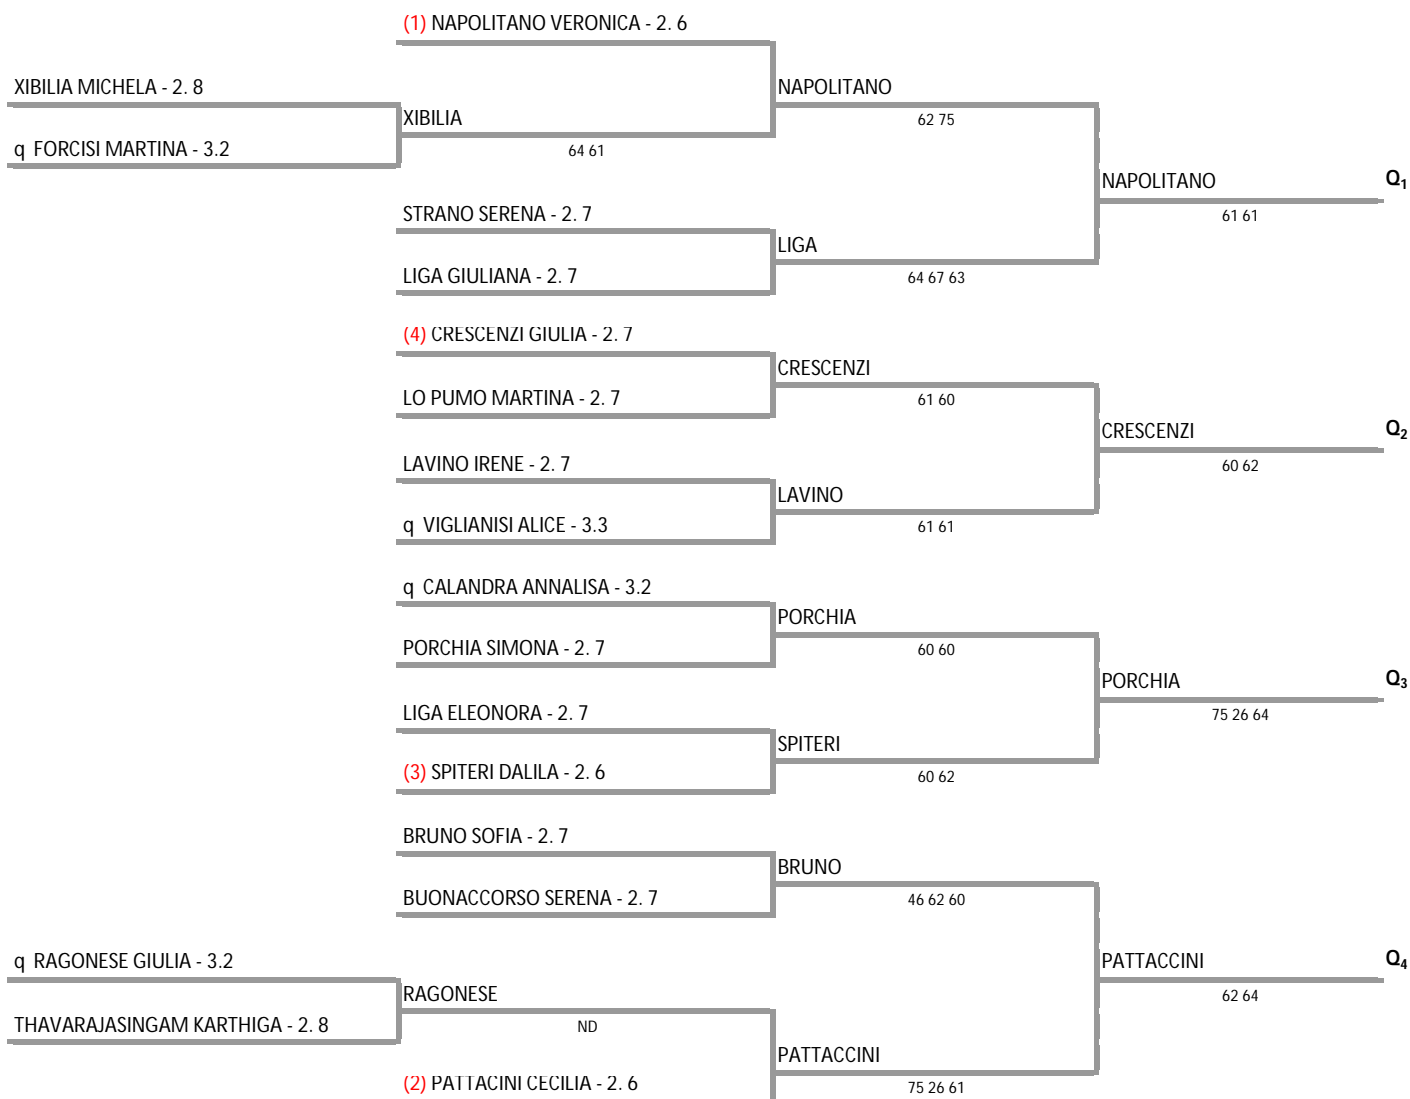 (1) NAPOLITANO VERONICA - 2. 6
XIBILIA MICHELA - 2. 8
NAPOLITANO
XIBILIA
62 75
q FORCISI MARTINA - 3.2
64 61
NAPOLITANO
Q1
STRANO SERENA - 2. 7
61 61
LIGA
LIGA GIULIANA - 2. 7
64 67 63
(4) CRESCENZI GIULIA - 2. 7
CRESCENZI
LO PUMO MARTINA - 2. 7
61 60
CRESCENZI
Q2
LAVINO IRENE - 2. 7
60 62
LAVINO
q VIGLIANISI ALICE - 3.3
61 61
q CALANDRA ANNALISA - 3.2
PORCHIA
PORCHIA SIMONA - 2. 7
60 60
PORCHIA
Q3
LIGA ELEONORA - 2. 7
75 26 64
SPITERI
(3) SPITERI DALILA - 2. 6
60 62
BRUNO SOFIA - 2. 7
BRUNO
BUONACCORSO SERENA - 2. 7
46 62 60
q RAGONESE GIULIA - 3.2
PATTACCINI
Q4
RAGONESE
62 64
THAVARAJASINGAM KARTHIGA - 2. 8
ND
PATTACCINI
(2) PATTACINI CECILIA - 2. 6
75 26 61